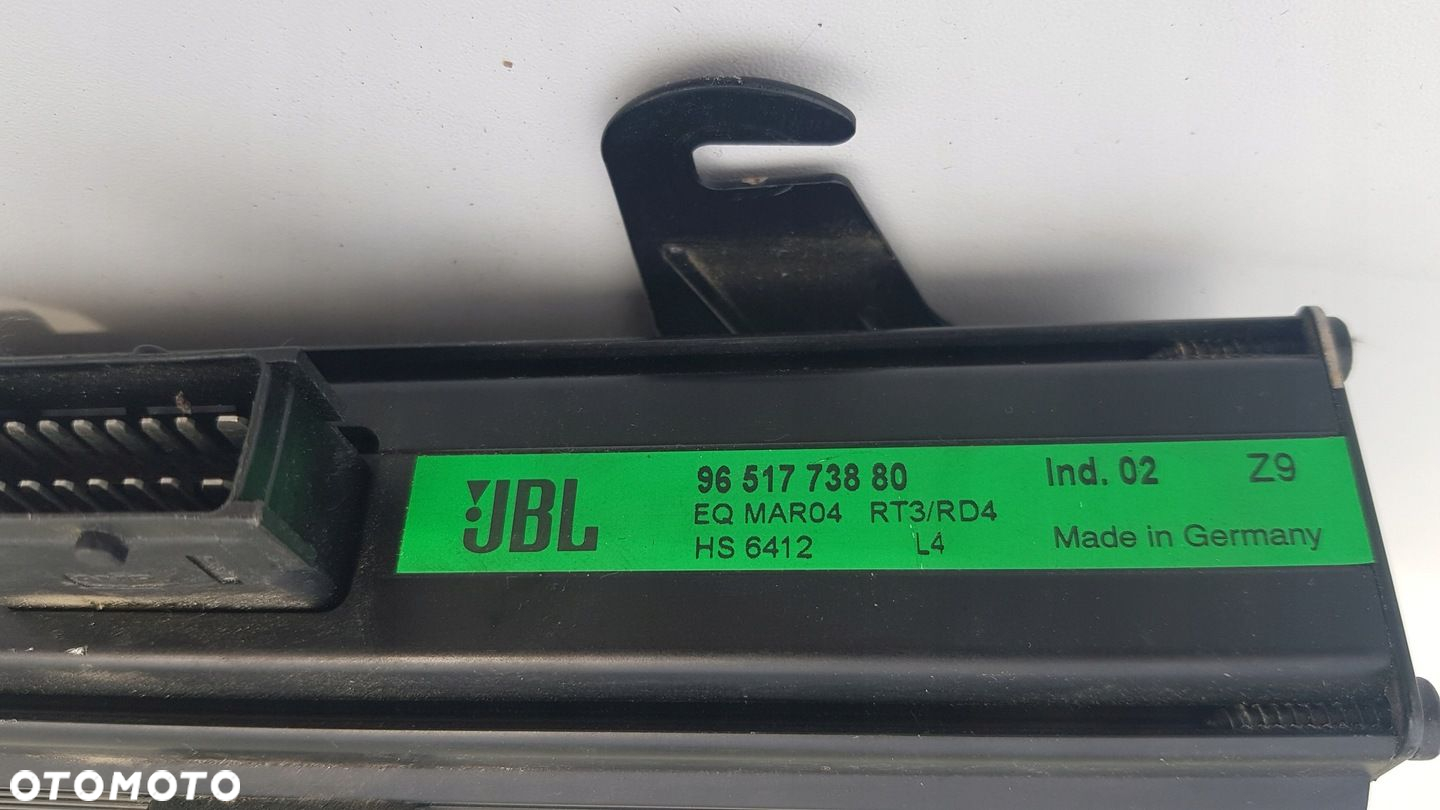 JBL
96 517 738 80 Ind. 02 Z9
EQ MAR04 RT3/RD4
HS 6412 L4 Made in Germany
OTOMOTO